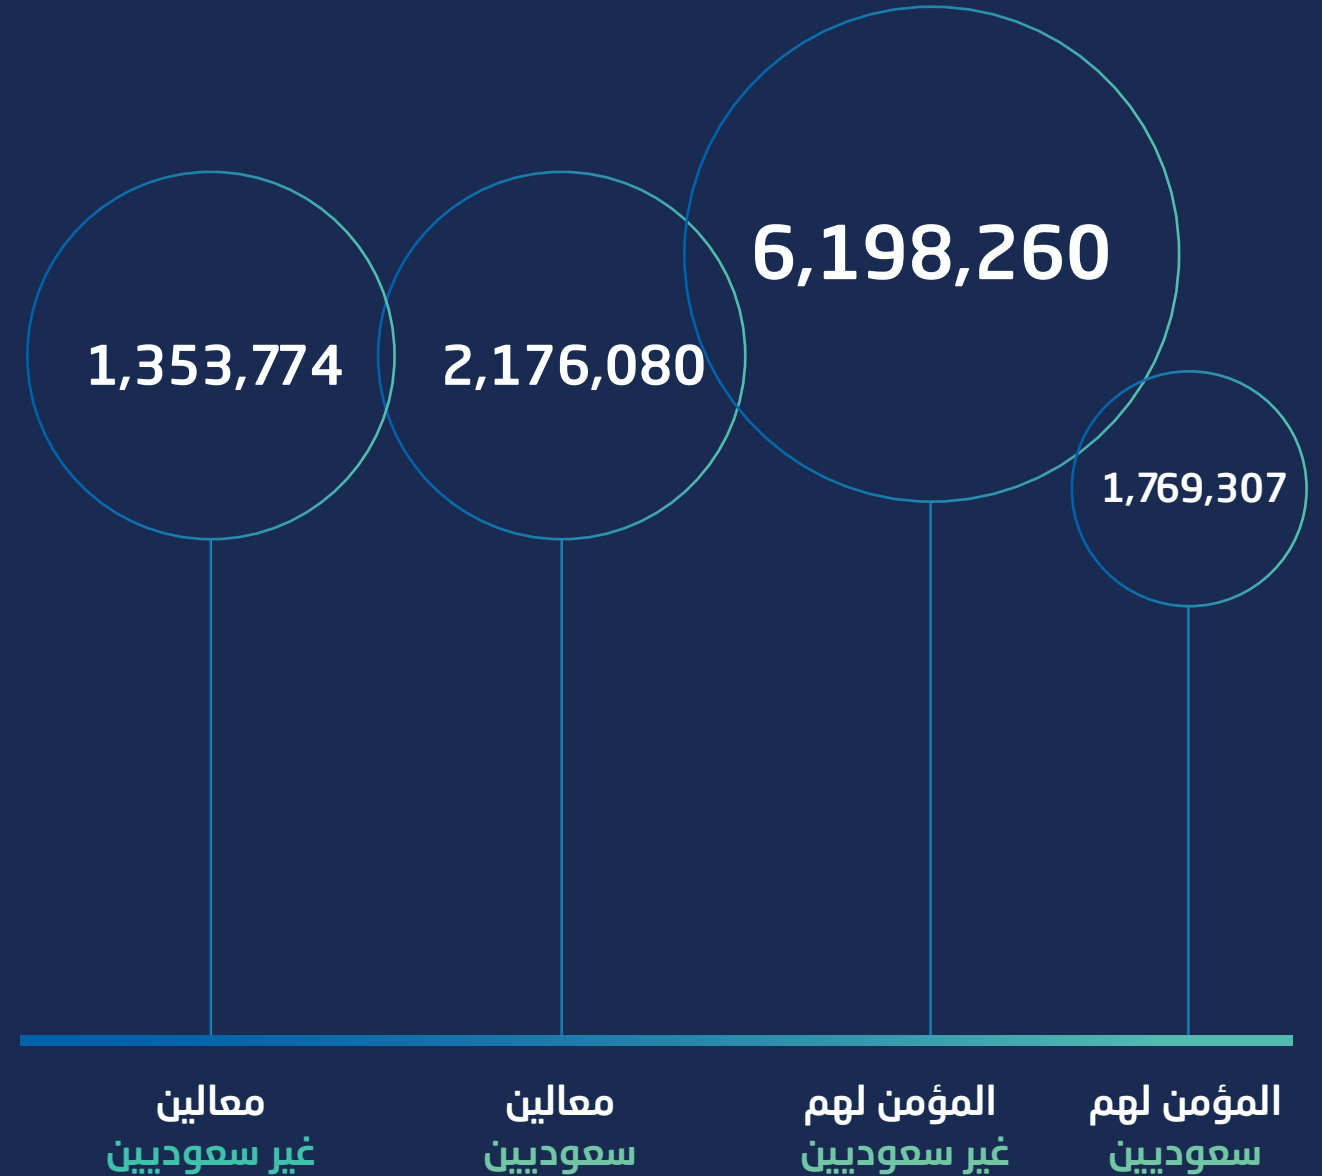 6,198,260
1,353,774
2,176,080
1,769,307
المؤمن لهم
سعوديين
المؤمن لهم
غير سعوديين
معالين
سعوديين
معالين
غير سعوديين